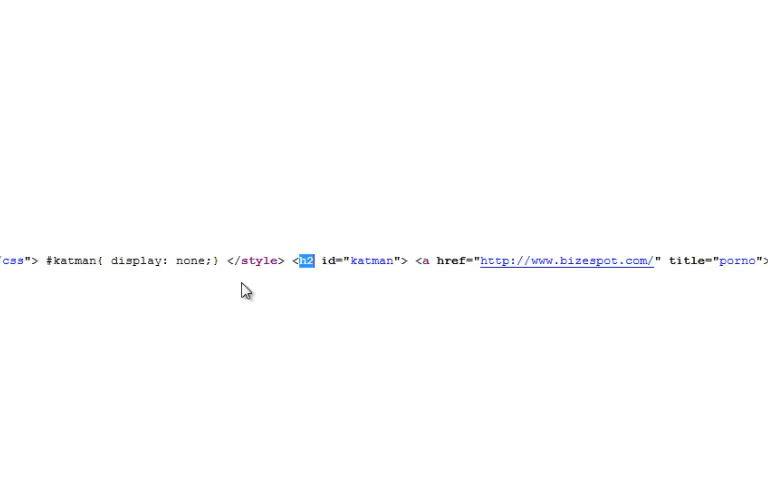 /css"> #katman{ display: none;} </style> <h2 id="katman"> <a href="http://www.bizespot.com/" title="porno">